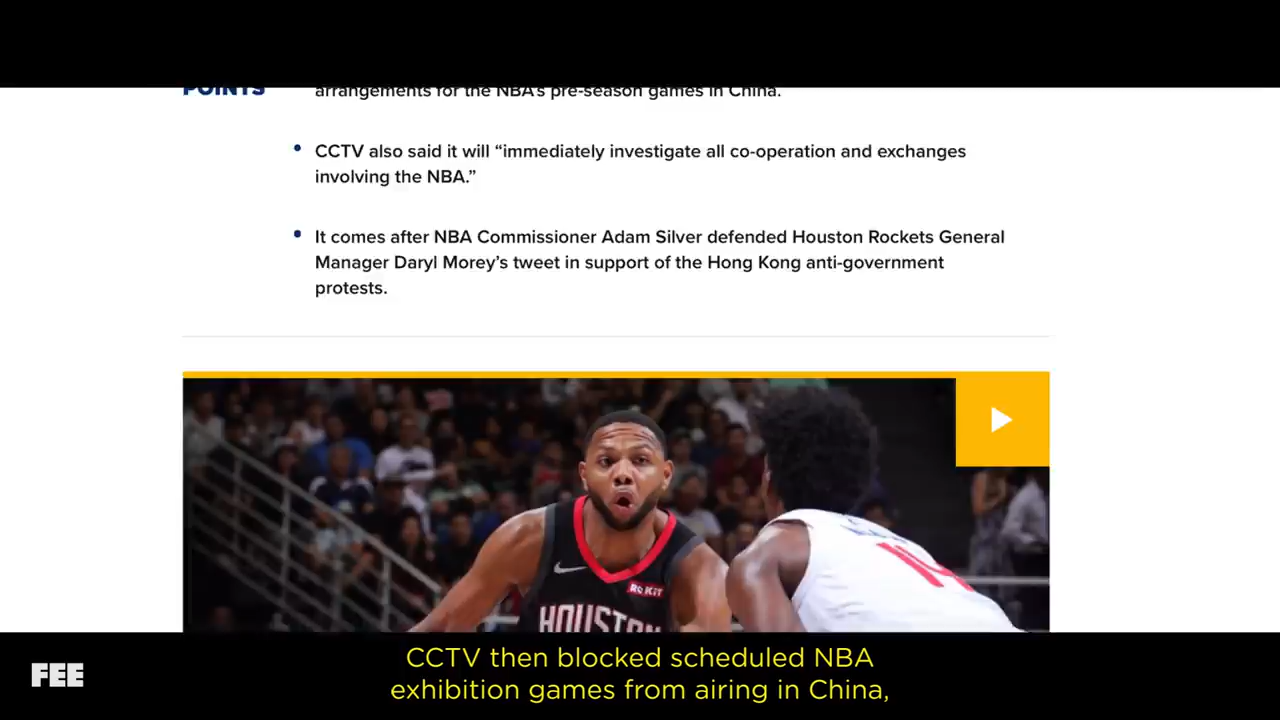 POINTS
arrangements for the NBA's pre-season games in China.
• CCTV also said it will “immediately investigate all co-operation and exchanges
involving the NBA.”
• It comes after NBA Commissioner Adam Silver defended Houston Rockets General
Manager Daryl Morey’s tweet in support of the Hong Kong anti-government
protests.
ROKiT
HOUSTON
FEE
CCTV then blocked scheduled NBA
exhibition games from airing in China,